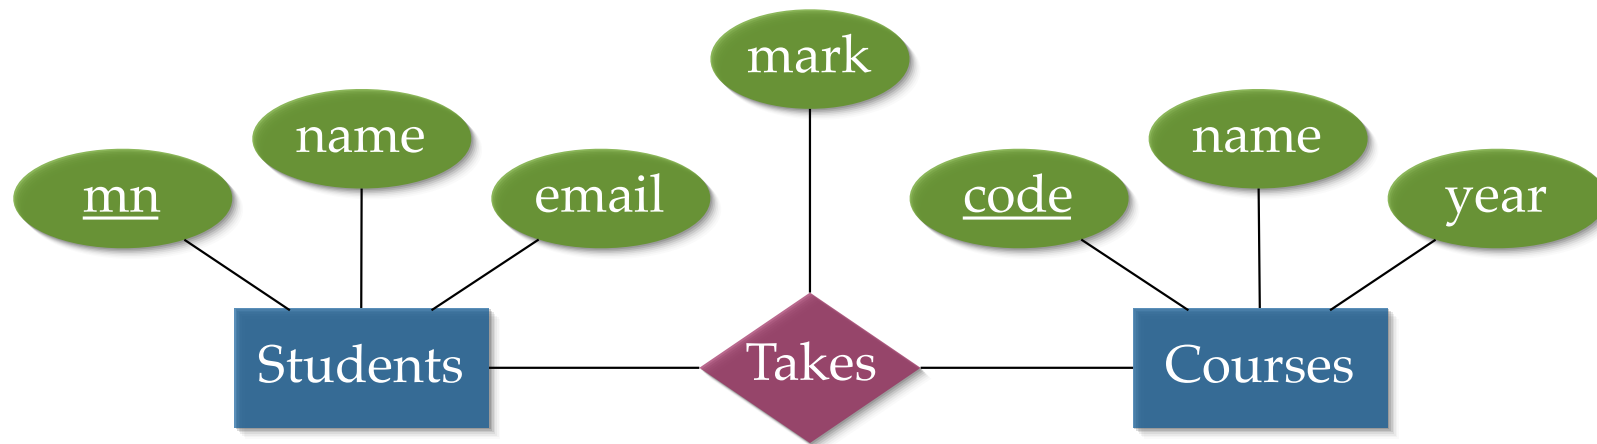 mark
name
name
mn
email
code
year
Students
Takes
Courses